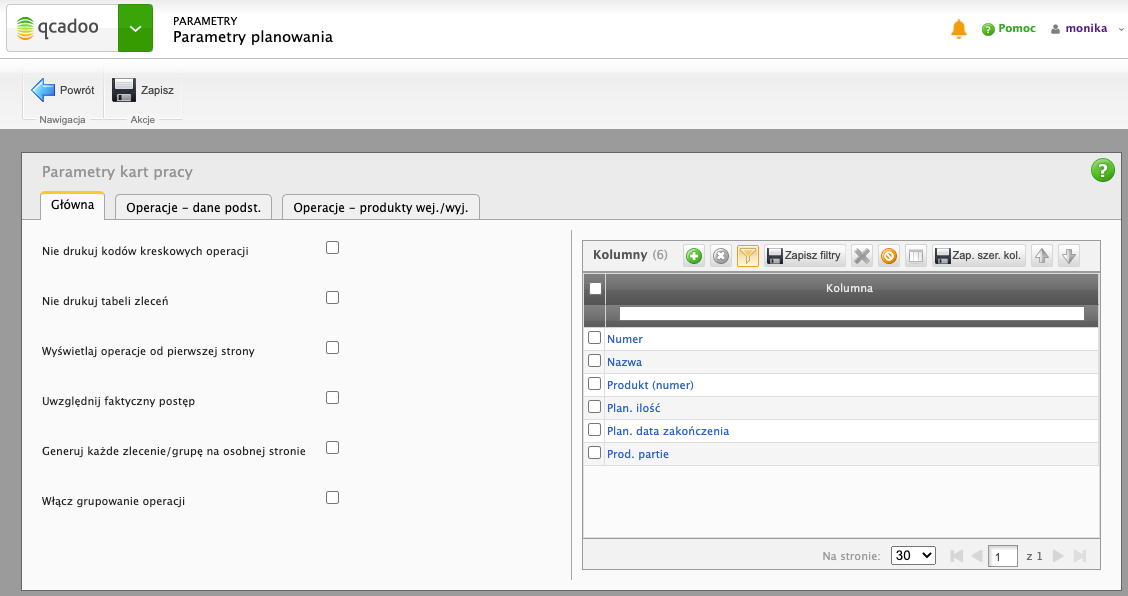 qcadoo
PARAMETRY
Parametry planowania
? Pomoc
monika
Powrót
Zapisz
Nawigacja
Akcje
Parametry kart pracy
?
Główna
Operacje - dane podst.
Operacje - produkty wej./wyj.
Nie drukuj kodów kreskowych operacji
Nie drukuj tabeli zleceń
Wyświetlaj operacje od pierwszej strony
Uwzględnij faktyczny postęp
Generuj każde zlecenie/grupę na osobnej stronie
Włącz grupowanie operacji
Kolumny (6)
Zapisz filtry
Zap. szer. kol.
Kolumna
Numer
Nazwa
Produkt (numer)
Plan. ilość
Plan. data zakończenia
Prod. partie
Na stronie: 30 1 z 1